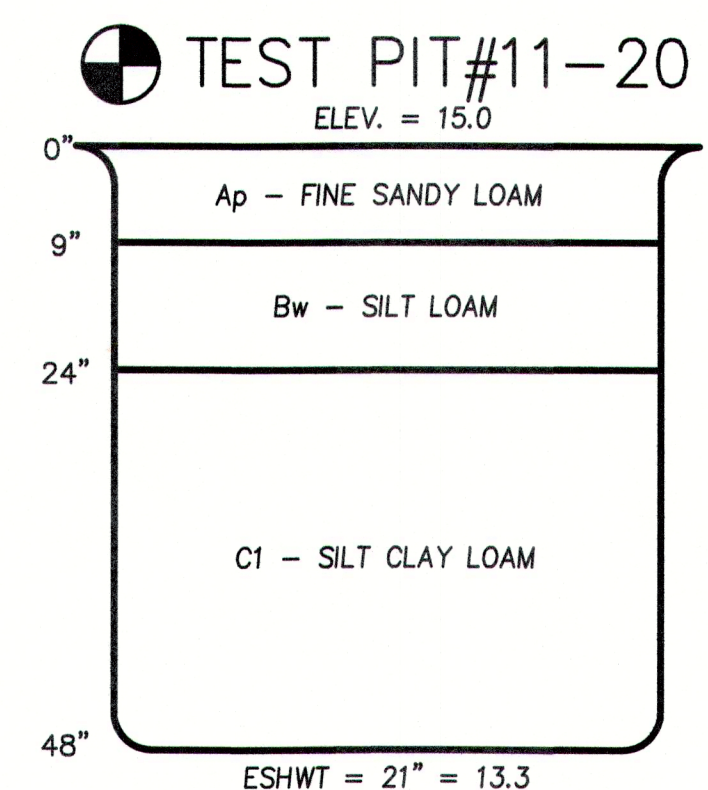 TEST PIT#11-20
ELEV. = 15.0
0"
Ap - FINE SANDY LOAM
9"
Bw - SILT LOAM
24"
C1 - SILT CLAY LOAM
48"
ESHWT = 21" = 13.3